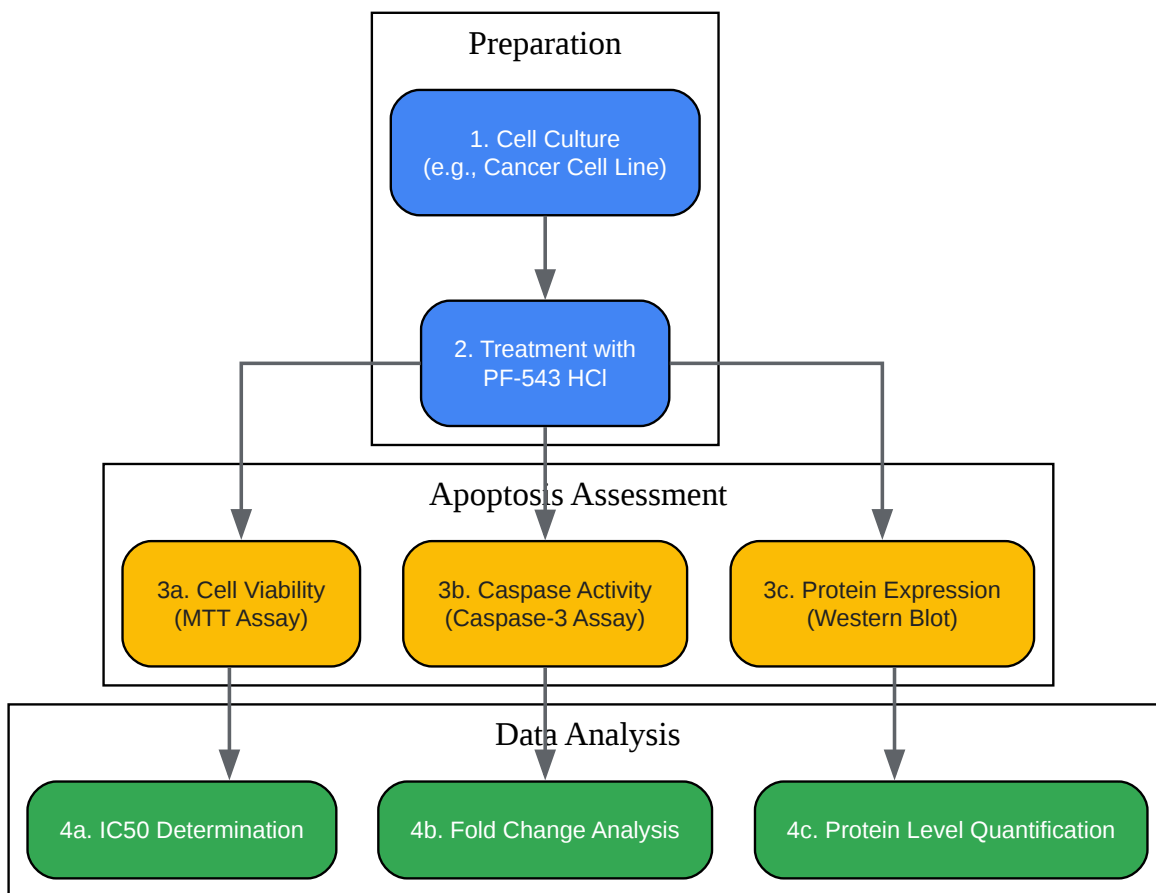 Preparation
1. Cell Culture
(e.g., Cancer Cell Line)
2. Treatment with
PF-543 HCl
Apoptosis Assessment
3a. Cell Viability
(MTT Assay)
3b. Caspase Activity
(Caspase-3 Assay)
3c. Protein Expression
(Western Blot)
Data Analysis
4a. IC50 Determination
4b. Fold Change Analysis
4c. Protein Level Quantification